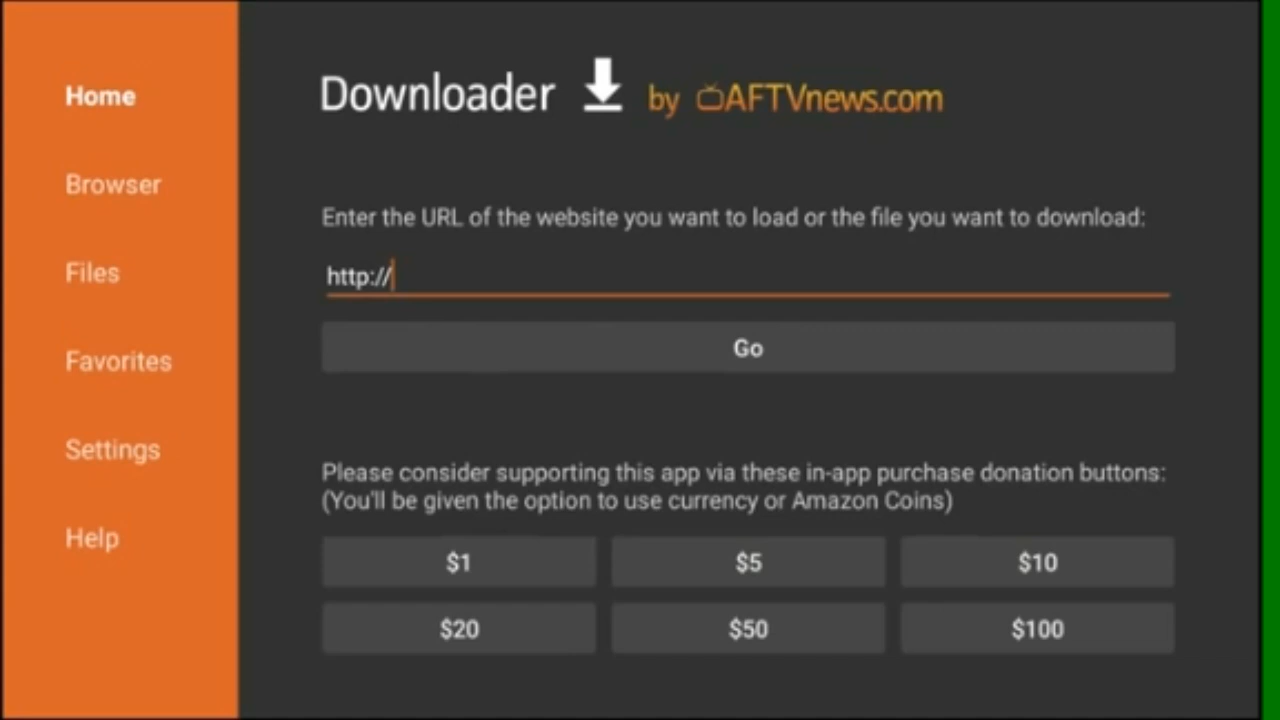 Home
Browser
Files
Favorites
Settings
Help
Downloader by AFTVnews.com
Enter the URL of the website you want to load or the file you want to download:
http://
Go
Please consider supporting this app via these in-app purchase donation buttons:
(You'll be given the option to use currency or Amazon Coins)
$1 $5 $10
$20 $50 $100